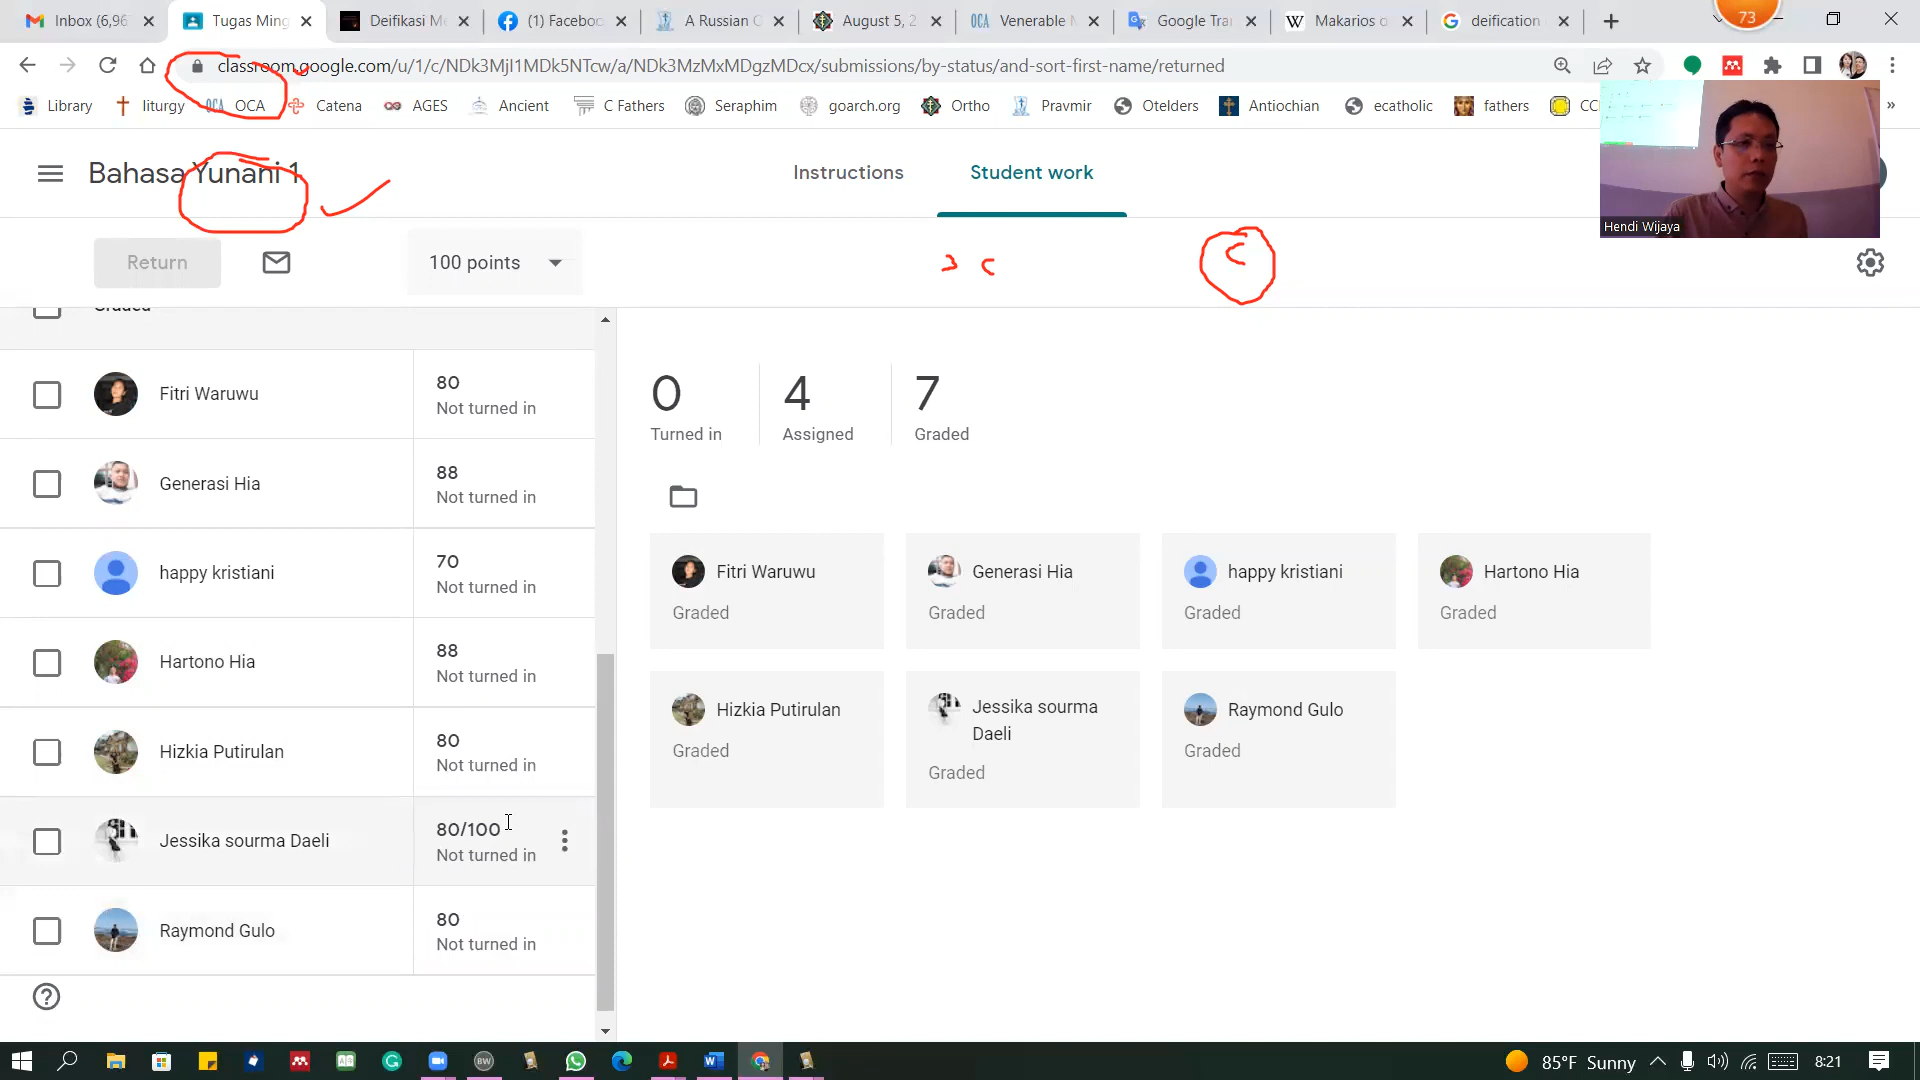 Inbox (6,96
Tugas Ming
Deifikasi M
(1) Faceboo
A Russian C
August 5, 2
Venerable
Google Tra
Makarios o
deification
73
classroom.google.com/u/1/c/NDk3MjI1MDk5NTcw/a/NDk3MzMxMDgzMDcx/submissions/by-status/and-sort-first-name/returned
Library
liturgy
OCA
Catena
AGES
Ancient
C Fathers
Seraphim
goarch.org
Ortho
Pravmir
Otelders
Antiochian
ecatholic
fathers
Bahasa Yunani 1
Instructions
Student work
Hendi Wijaya
Return
100 points
Graded
Fitri Waruwu
80
Not turned in
Generasi Hia
88
Not turned in
happy kristiani
70
Not turned in
Hartono Hia
88
Not turned in
Hizkia Putirulan
80
Not turned in
Jessika sourma Daeli
80/100
Not turned in
Raymond Gulo
80
Not turned in
0
Turned in
4
Assigned
7
Graded
Fitri Waruwu
Graded
Generasi Hia
Graded
happy kristiani
Graded
Hartono Hia
Graded
Hizkia Putirulan
Graded
Jessika sourma
Daeli
Graded
Raymond Gulo
Graded
85°F Sunny
8:21